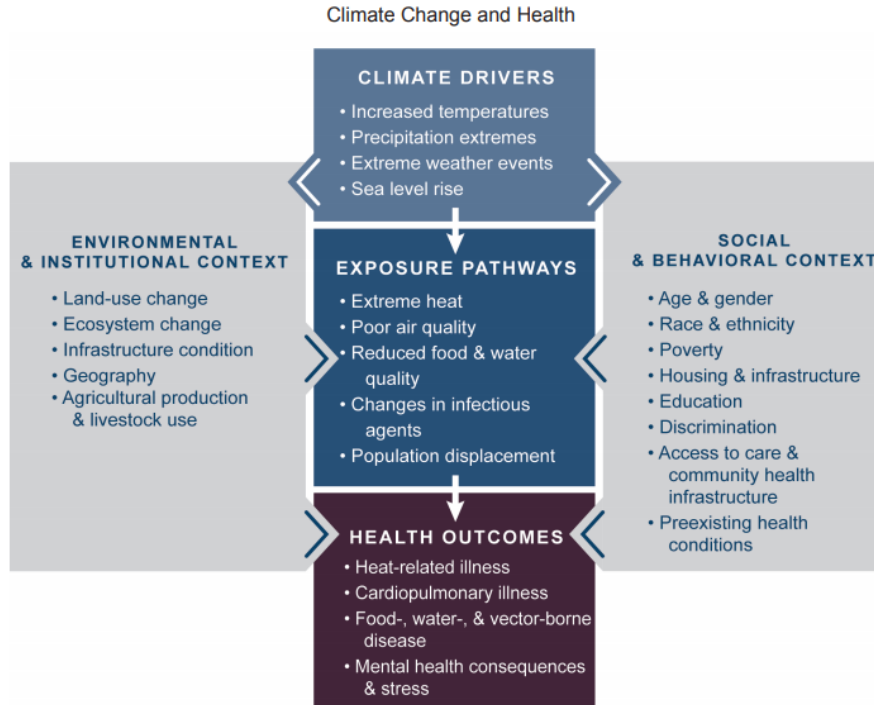 Climate Change and Health
CLIMATE DRIVERS
• Increased temperatures
• Precipitation extremes
• Extreme weather events
• Sea level rise
ENVIRONMENTAL
& INSTITUTIONAL CONTEXT
• Land-use change
• Ecosystem change
• Infrastructure condition
• Geography
• Agricultural production
& livestock use
EXPOSURE PATHWAYS
• Extreme heat
• Poor air quality
• Reduced food & water
quality
• Changes in infectious
agents
• Population displacement
SOCIAL
& BEHAVIORAL CONTEXT
• Age & gender
• Race & ethnicity
• Poverty
• Housing & infrastructure
• Education
• Discrimination
• Access to care &
community health
infrastructure
• Preexisting health
conditions
HEALTH OUTCOMES
• Heat-related illness
• Cardiopulmonary illness
• Food-, water-, & vector-borne
disease
• Mental health consequences
& stress